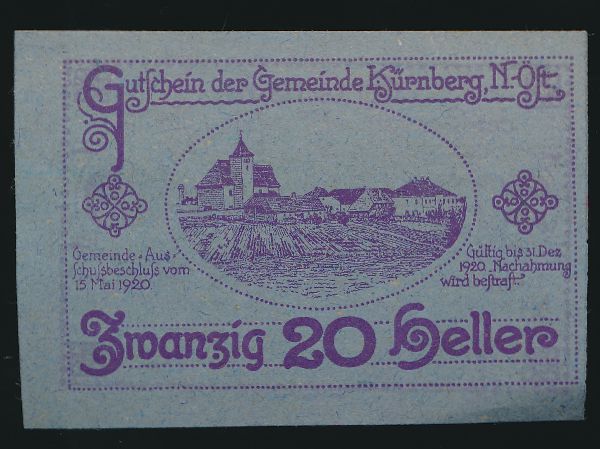 Gutschein der Gemeinde Kürnberg, N.-Öst.
Gemeinde-Aus-
schussbeschluss vom
15 Mai 1920
Gültig bis 31. Dez
1920. Nachahmung
wird bestraft.
Zwanzig 20 Heller